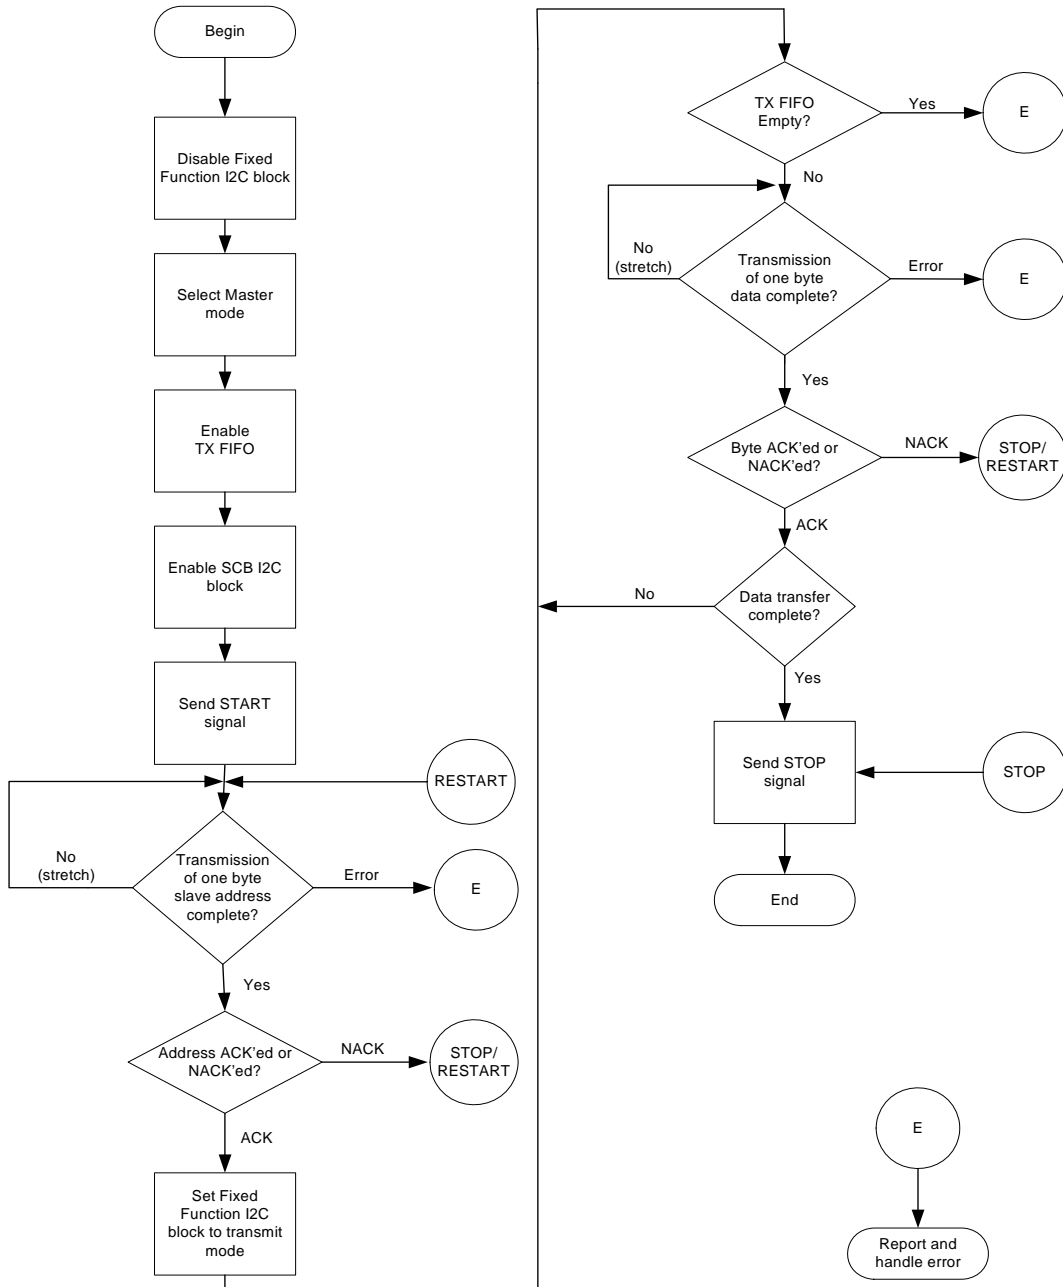 Begin
Disable Fixed
Function I2C block
Select Master
mode
Enable
TX FIFO
Enable SCB I2C
block
Send START
signal
RESTART
No
(stretch)
Transmission
of one byte
slave address
complete?
Error
E
Yes
Address ACK'ed or
NACK'ed?
NACK
STOP/
RESTART
ACK
Set Fixed
Function I2C
block to transmit
mode
TX FIFO
Empty?
Yes
E
No
No
(stretch)
Transmission
of one byte
data complete?
Error
E
Yes
Byte ACK'ed or
NACK'ed?
NACK
STOP/
RESTART
ACK
No
Data transfer
complete?
Yes
Send STOP
signal
STOP
End
E
Report and
handle error